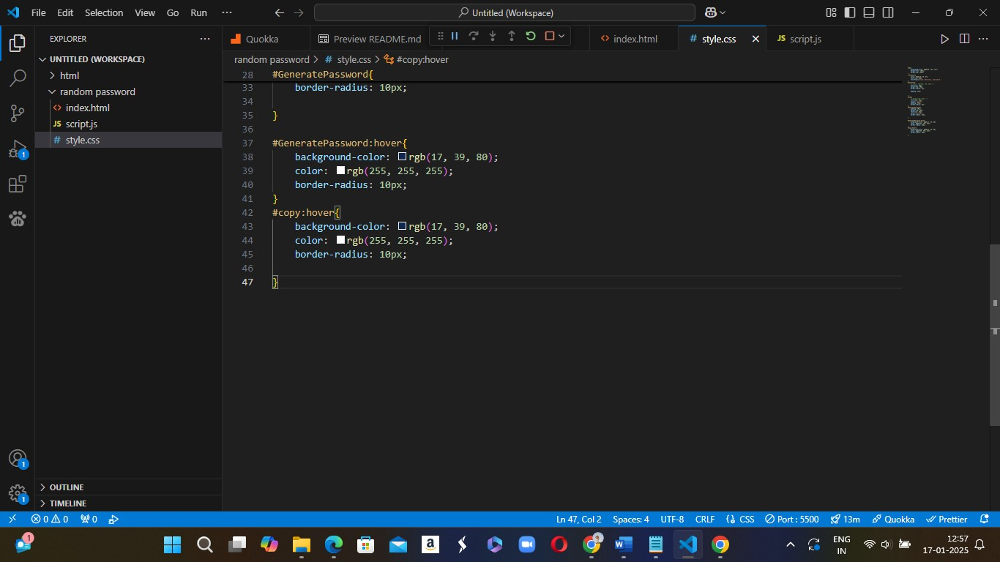 File Edit Selection View Go Run ··· Untitled (Workspace)
EXPLORER ···
Quokka Preview README.md index.html # style.css JS script.js ···
UNTITLED (WORKSPACE)
html
random password
index.html
JS script.js
# style.css
random password > # style.css > #copy:hover
28 #GeneratePassword{
33 border-radius: 10px;
34
35 }
36
37 #GeneratePassword:hover{
38 background-color: rgb(17, 39, 80);
39 color: rgb(255, 255, 255);
40 border-radius: 10px;
41 }
42 #copy:hover{
43 background-color: rgb(17, 39, 80);
44 color: rgb(255, 255, 255);
45 border-radius: 10px;
46
47 }
1
1
1
OUTLINE
TIMELINE
0 0 0 Ln 47, Col 2 Spaces: 4 UTF-8 CRLF {} CSS Port : 5500 13m Quokka Prettier
1
ENG
IN
12:57
17-01-2025